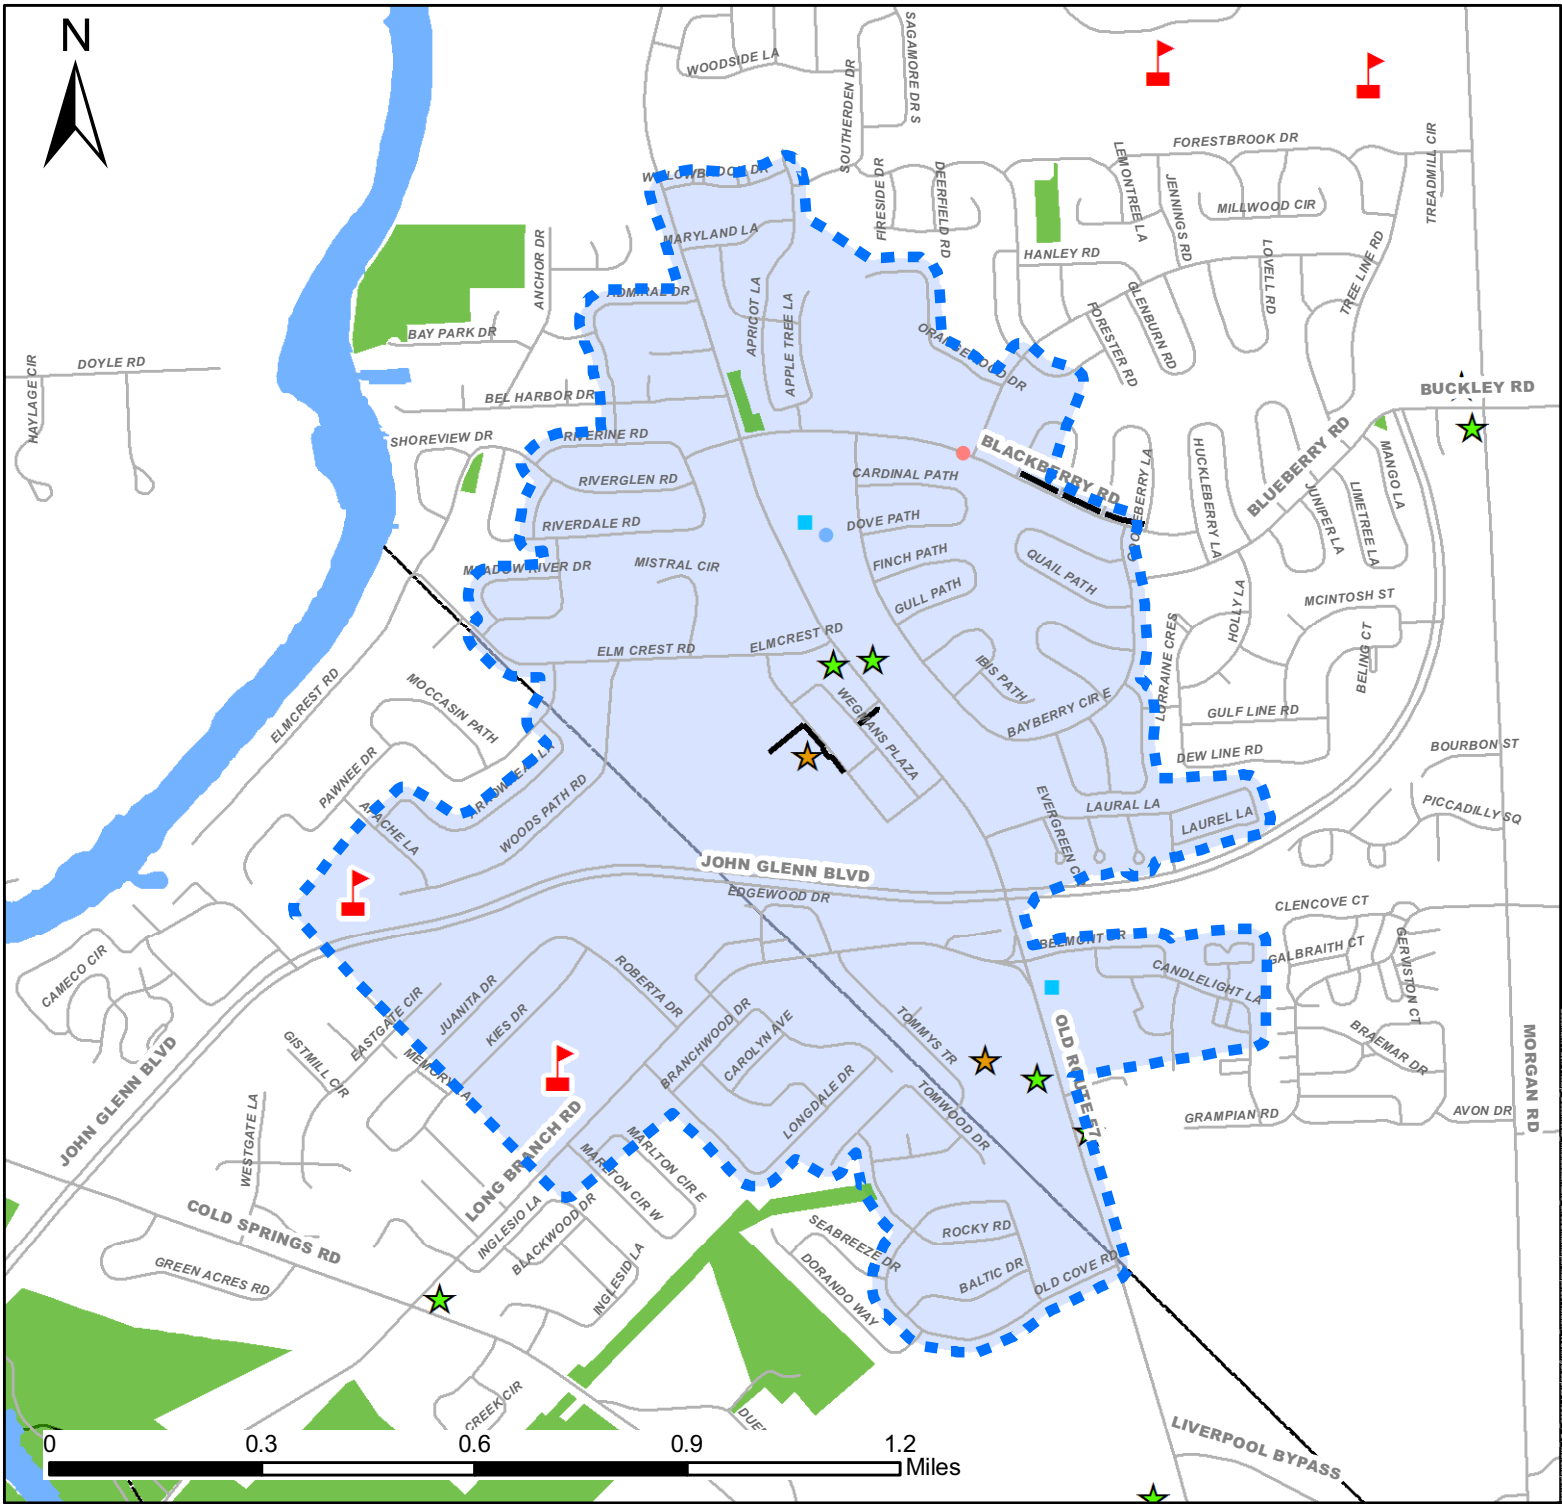 N
WOODSIDE LA
SAGAMORE DR S
SOUTHERDEN DR
FORESTBROOK DR
TREADMILL CIR
LEMONTREE LA
JENNINGS RD
MILLWOOD CIR
FIRESIDE DR
DEERFIELD RD
MARYLAND LA
ANCHOR DR
HANLEY RD
LOVELL RD
TREE LINE RD
GLENBURN RD
FORESTER RD
ADMIRAL DR
APRICOT LA
APPLE TREE LA
BAY PARK DR
ORANGEWOOD DR
DOYLE RD
HAYLAGE CIR
BUCKLEY RD
BEL HARBOR DR
SHOREVIEW DR
RIVERINE RD
BLACKBERRY RD
BLUEBERRY RD
HUCKLEBERRY LA
MANGO LA
LIMETREE LA
JUNIPER LA
RIVERGLEN RD
CARDINAL PATH
RIVERDALE RD
DOVE PATH
FINCH PATH
QUAIL PATH
GULL PATH
MEADOW RIVER DR
MISTRAL CIR
HOLLY LA
MCINTOSH ST
BELING CT
ELM CREST RD
ELMCREST RD
IBIS PATH
LORRAINE CRES
ELMCREST RD
MOCCASIN PATH
WEGMANS PLAZA
BAYBERRY CIR E
GULF LINE RD
DEW LINE RD
BOURBON ST
PAWNEE DR
APACHE LA
WOODS PATH RD
EVERGREEN
LAURAL LA
LAUREL LA
PICCADILLY SQ
JOHN GLENN BLVD
EDGEWOOD DR
CLENCOVE CT
BELMONT DR
GALBRAITH CT
GERVISTON CT
CANDLELIGHT LA
CAMECO CIR
ROBERTA DR
JUANITA DR
KIES DR
EASTGATE CIR
GISTMILL CIR
BRANCHWOOD DR
CAROLYN AVE
TOMMYS TR
OLD ROUTE 57
BRAEMAR DR
MORGAN RD
JOHN GLENN BLVD
LONGDALE DR
TOMWOOD DR
GRAMPIAN RD
AVON DR
WESTGATE LA
LONG BRANCH RD
MARLTON CIR E
MARLTON CIR W
COLD SPRINGS RD
INGLESIO LA
BLACKWOOD DR
INGLESID LA
GREEN ACRES RD
SEABREEZE DR
DORANDO WAY
ROCKY RD
BALTIC DR
OLD COVE RD
CREEK CIR
LIVERPOOL BYPASS
0 0.3 0.6 0.9 1.2
Miles